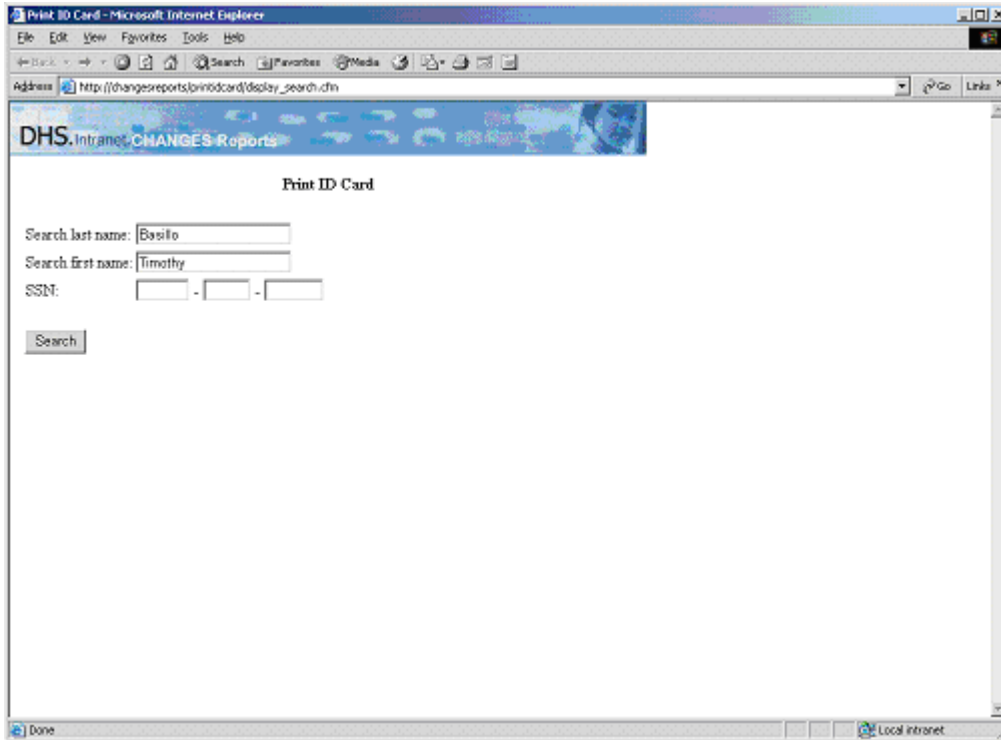 Print ID Card - Microsoft Internet Explorer
File Edit View Favorites Tools Help
Back Search Favorites Media
Address http://changesreports/printidcard/display_search.cfm Go Links »
DHS. Intranet CHANGES Reports
Print ID Card
Search last name: Basillo
Search first name: Timothy
SSN: - -
Search
Done Local intranet